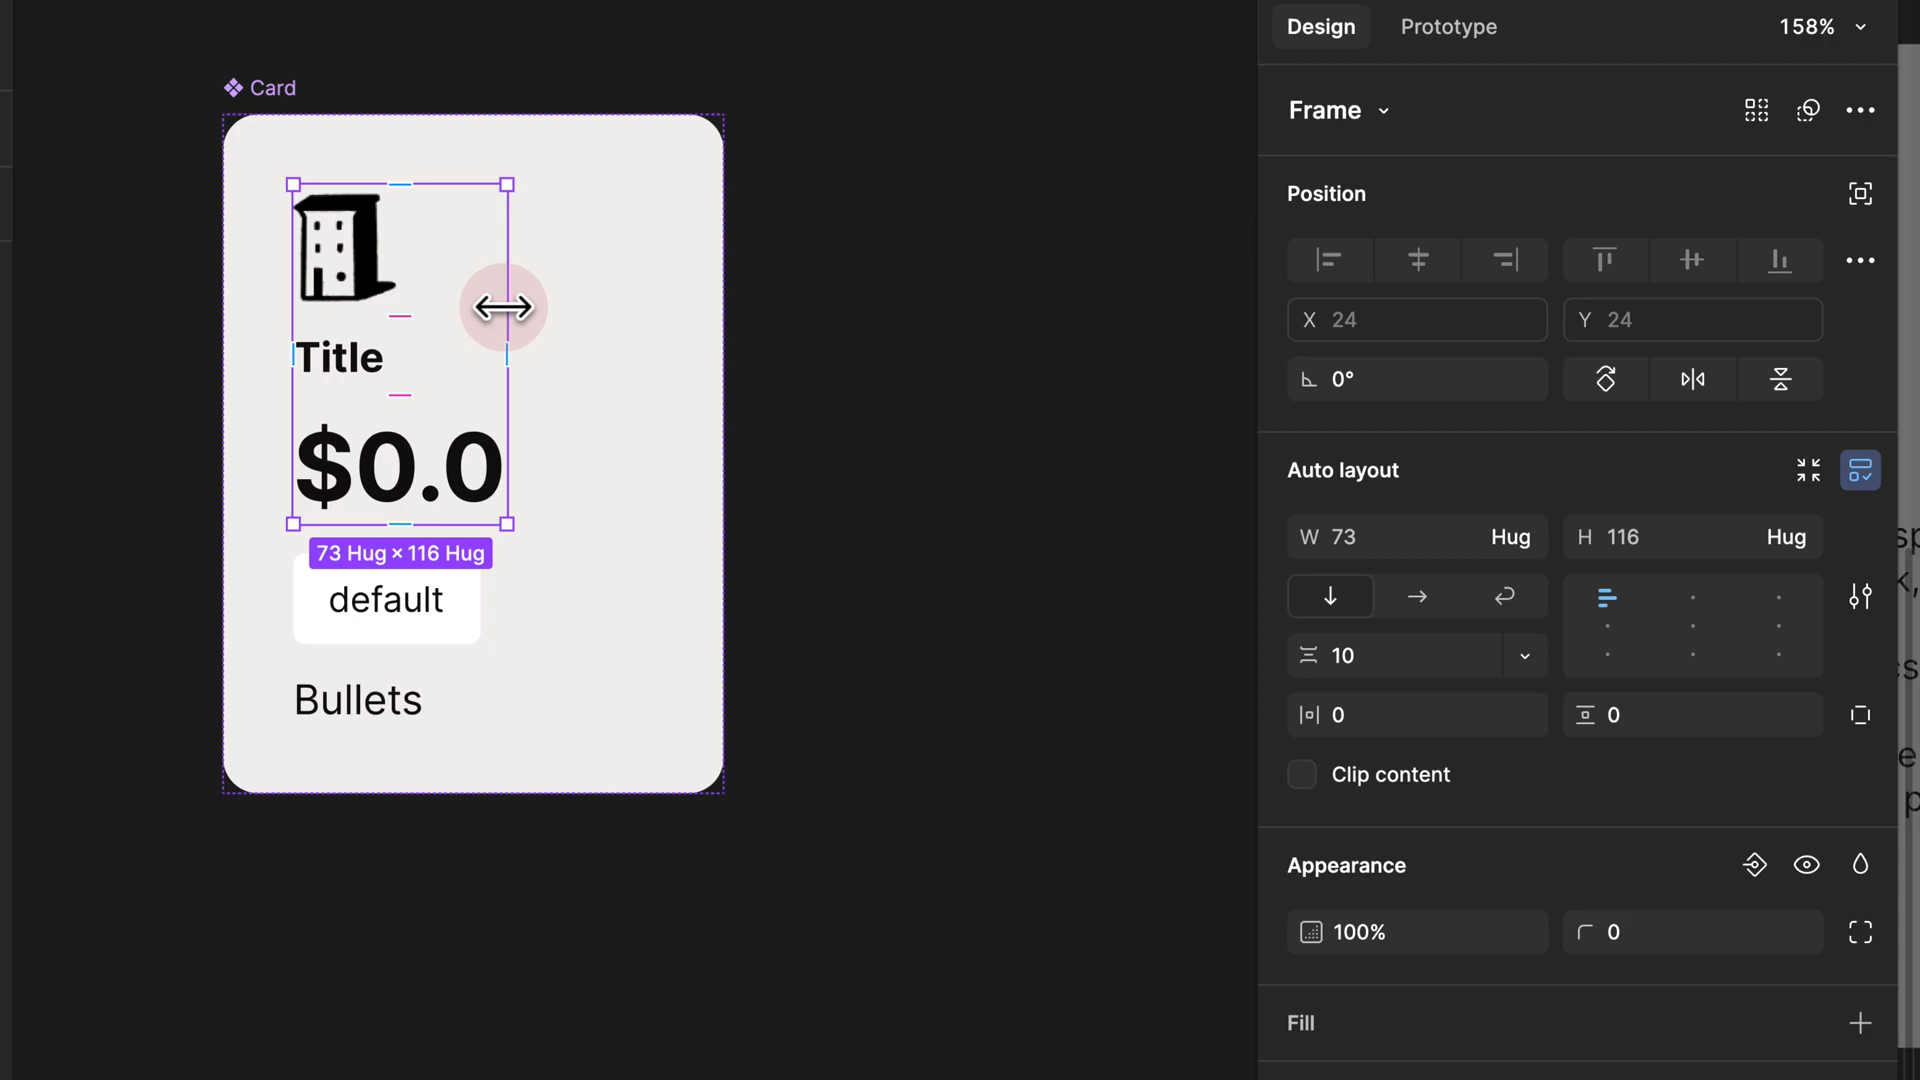 Card
Title
$0.0
73 Hug × 116 Hug
default
Bullets
Design
Prototype
158%
Frame
Position
X 24
Y 24
0°
Auto layout
W 73 Hug
H 116 Hug
10
0
0
Clip content
Appearance
100%
0
Fill